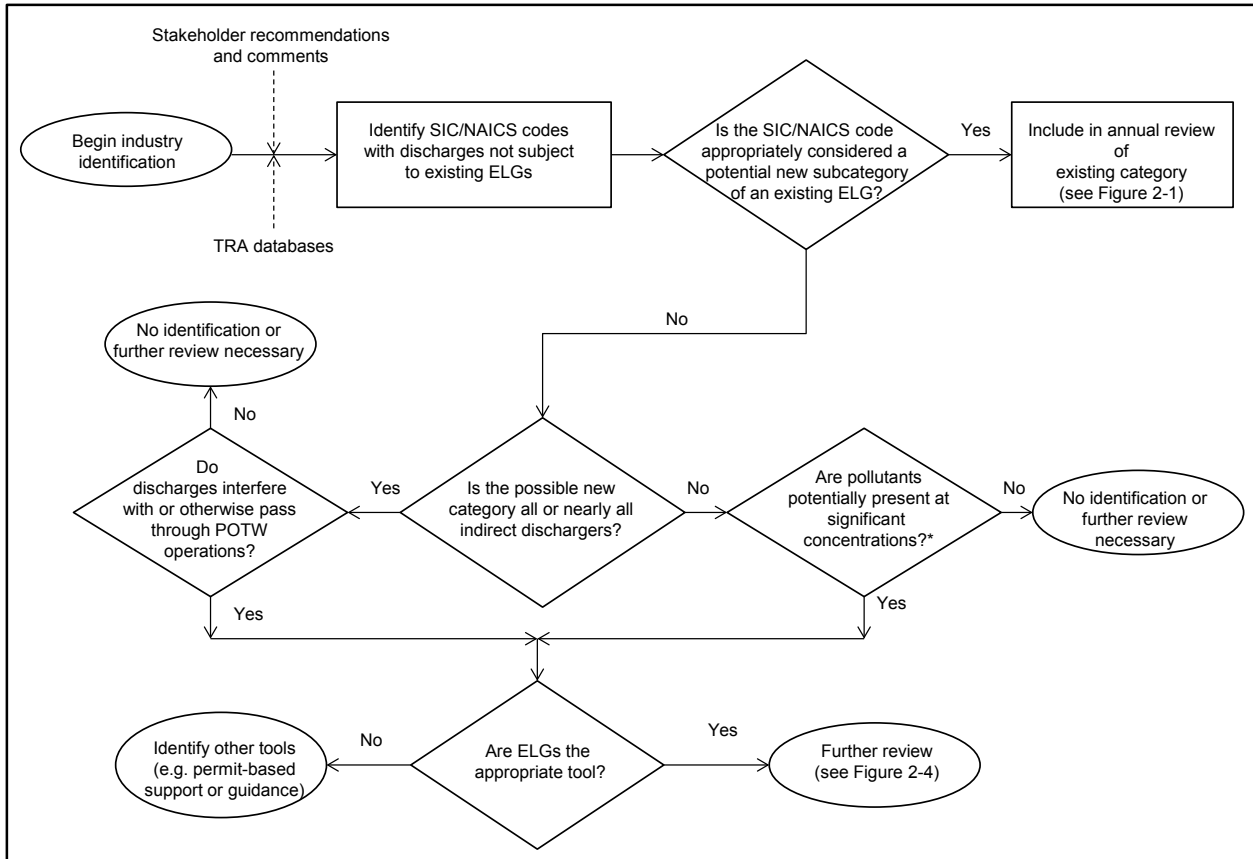 Stakeholder recommendations
and comments
Begin industry
identification
TRA databases
Identify SIC/NAICS codes
with discharges not subject
to existing ELGs
Is the SIC/NAICS code
appropriately considered a
potential new subcategory
of an existing ELG?
Yes
Include in annual review
of
existing category
(see Figure 2-1)
No
No identification or
further review necessary
No
Do
discharges interfere
with or otherwise pass
through POTW
operations?
Yes
Is the possible new
category all or nearly all
indirect dischargers?
No
Are pollutants
potentially present at
significant
concentrations?*
No
No identification or
further review
necessary
Yes
Yes
Identify other tools
(e.g. permit-based
support or guidance)
No
Are ELGs the
appropriate tool?
Yes
Further review
(see Figure 2-4)